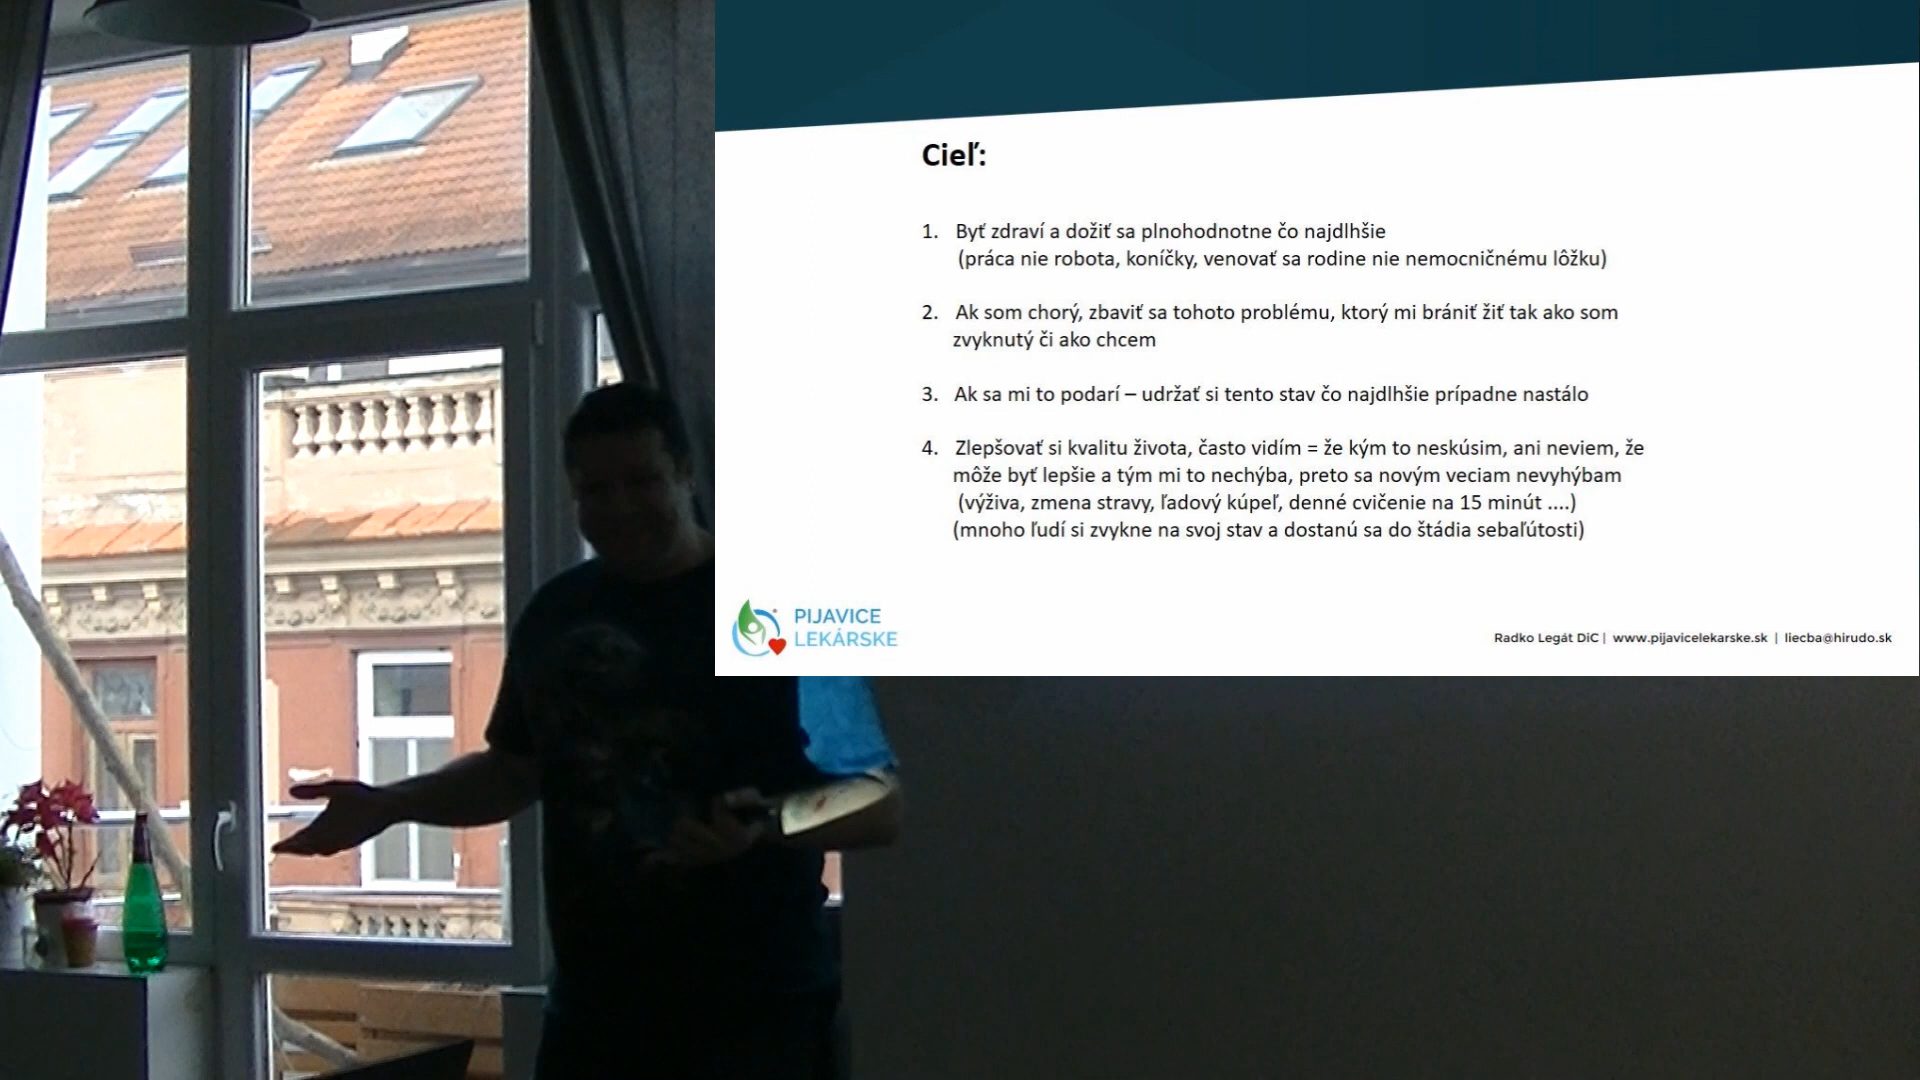 Cieľ:
1. Byť zdraví a dožiť sa plnohodnotne čo najdlhšie
(práca nie robota, koníčky, venovať sa rodine nie nemocničnému lôžku)
2. Ak som chorý, zbaviť sa tohoto problému, ktorý mi brániť žiť tak ako som
zvyknutý či ako chcem
3. Ak sa mi to podarí – udržať si tento stav čo najdlhšie prípadne nastálo
4. Zlepšovať si kvalitu života, často vidím = že kým to neskúsim, ani neviem, že
môže byť lepšie a tým mi to nechýba, preto sa novým veciam nevyhýbam
(výživa, zmena stravy, ľadový kúpeľ, denné cvičenie na 15 minút ....)
(mnoho ľudí si zvykne na svoj stav a dostanú sa do štádia sebaľútosti)
PIJAVICE
LEKÁRSKE
Radko Legát DiC | www.pijavicelekarske.sk | liecba@hirudo.sk